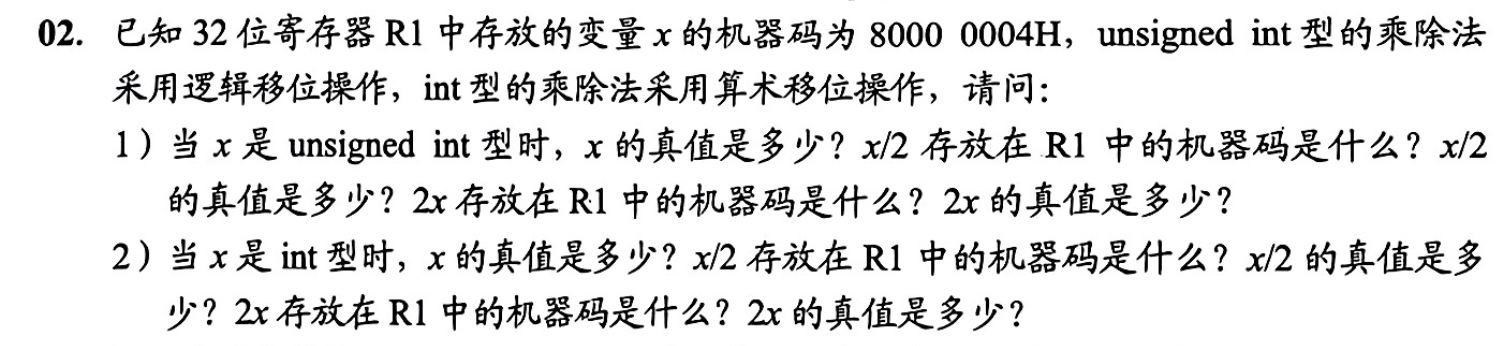 02. 已知 32 位寄存器 R1 中存放的变量 x 的机器码为 8000 0004H，unsigned int 型的乘除法
采用逻辑移位操作，int 型的乘除法采用算术移位操作，请问：
1）当 x 是 unsigned int 型时，x 的真值是多少？x/2 存放在 R1 中的机器码是什么？x/2
的真值是多少？2x 存放在 R1 中的机器码是什么？2x 的真值是多少？
2）当 x 是 int 型时，x 的真值是多少？x/2 存放在 R1 中的机器码是什么？x/2 的真值是多
少？2x 存放在 R1 中的机器码是什么？2x 的真值是多少？